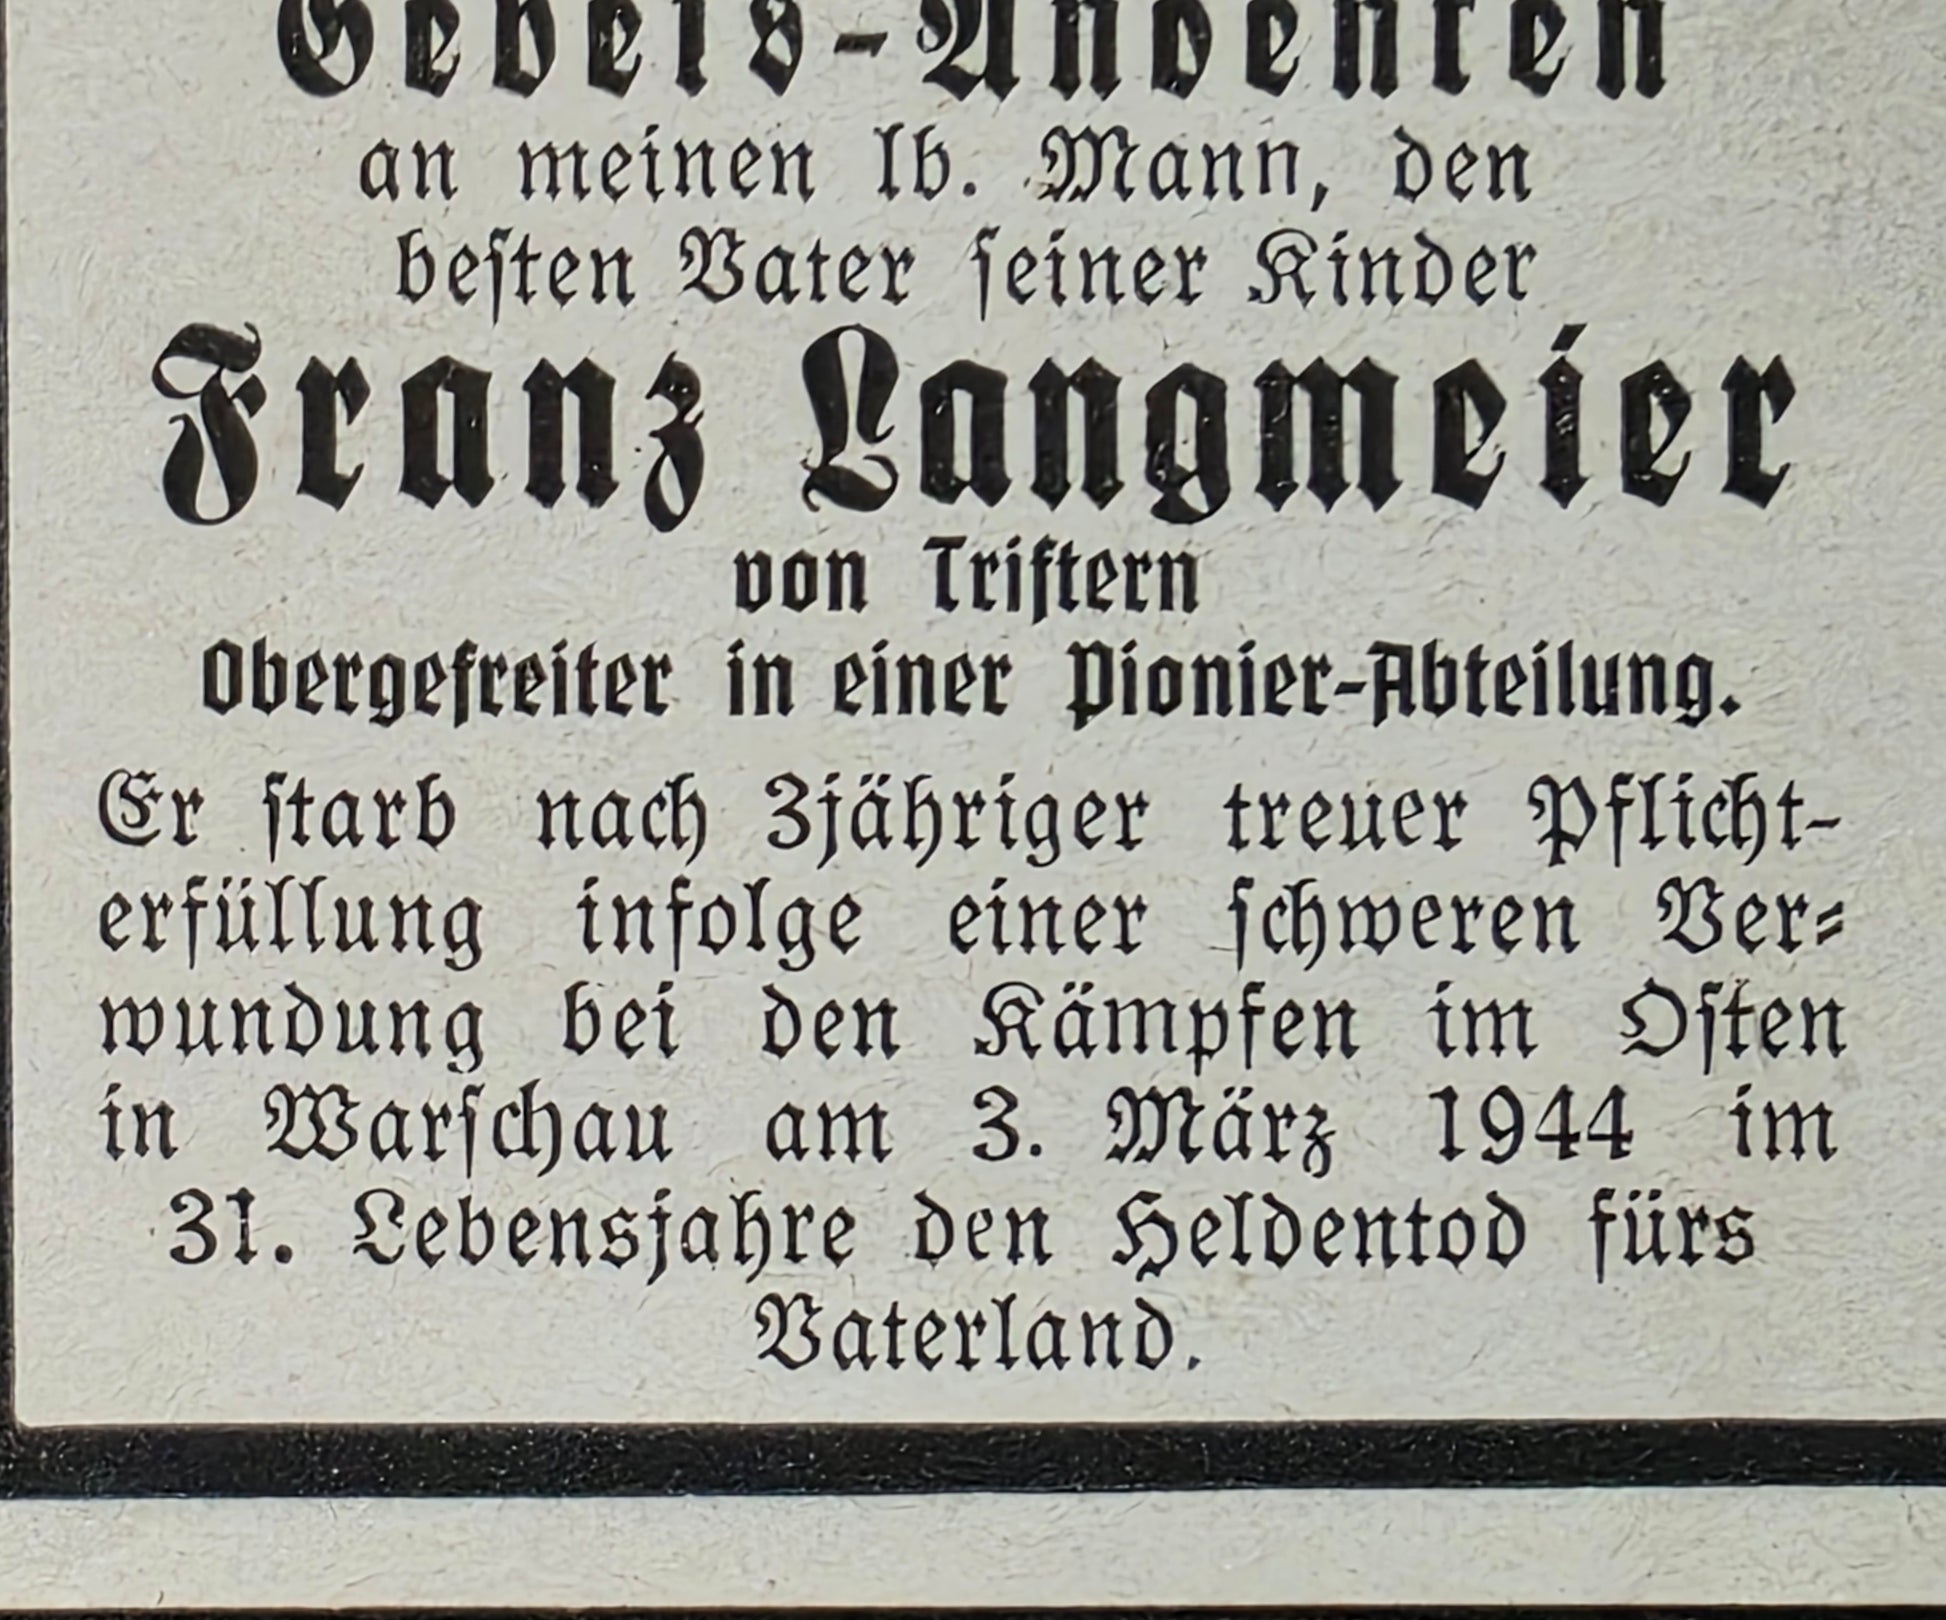 Gebets-Andenken
an meinen lb. Mann, den
besten Vater seiner Kinder
Franz Langmeier
von Triftern
Obergefreiter in einer Pionier-Abteilung.
Er starb nach 3jähriger treuer Pflicht-
erfüllung infolge einer schweren Ver-
wundung bei den Kämpfen im Osten
in Warschau am 3. März 1944 im
31. Lebensjahre den Heldentod fürs
Vaterland.